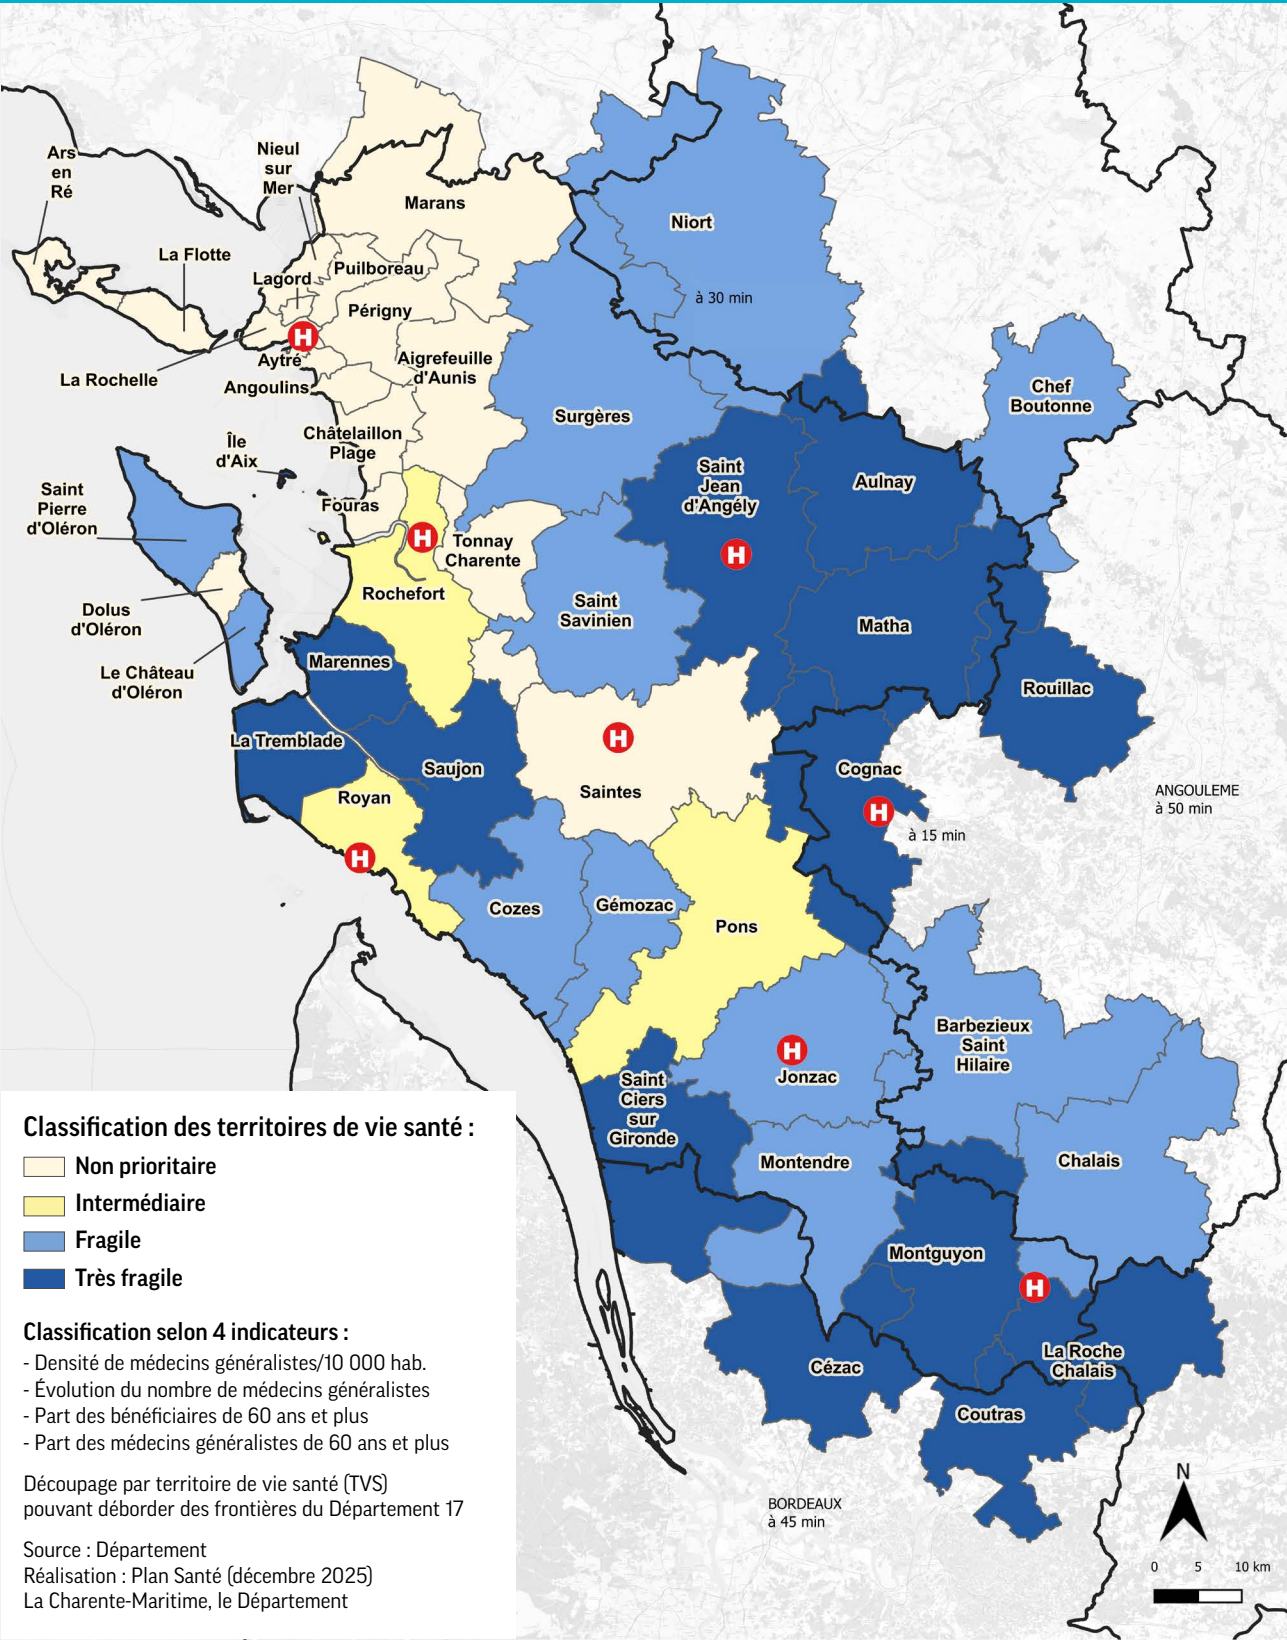 Ars
en
Ré
Nieul
sur
Mer
Marans
La Flotte
Lagord
Puilboreau
Périgny
Niort
à 30 min
H
Aytré
La Rochelle
Angoulins
Aigrefeuille
d'Aunis
Surgères
Chef
Boutonne
Châtelaillon
Plage
Île
d'Aix
Saint
Jean
d'Angély
H
Aulnay
Saint
Pierre
d'Oléron
Fouras
H
Tonnay
Charente
Rochefort
Saint
Savinien
Matha
Dolus
d'Oléron
Le Château
d'Oléron
Marennes
Rouillac
La Tremblade
Saujon
H
Saintes
Cognac
H
à 15 min
ANGOULEME
à 50 min
Royan
H
Cozes
Gémozac
Pons
Barbezieux
Saint
Hilaire
H
Jonzac
Saint
Ciers
sur
Gironde
Montendre
Chalais
Montguyon
H
La Roche
Chalais
Cézac
Coutras
BORDEAUX
à 45 min
Classification des territoires de vie santé :
Non prioritaire
Intermédiaire
Fragile
Très fragile
Classification selon 4 indicateurs :
- Densité de médecins généralistes/10 000 hab.
- Évolution du nombre de médecins généralistes
- Part des bénéficiaires de 60 ans et plus
- Part des médecins généralistes de 60 ans et plus
Découpage par territoire de vie santé (TVS)
pouvant déborder des frontières du Département 17
Source : Département
Réalisation : Plan Santé (décembre 2025)
La Charente-Maritime, le Département
N
0 5 10 km